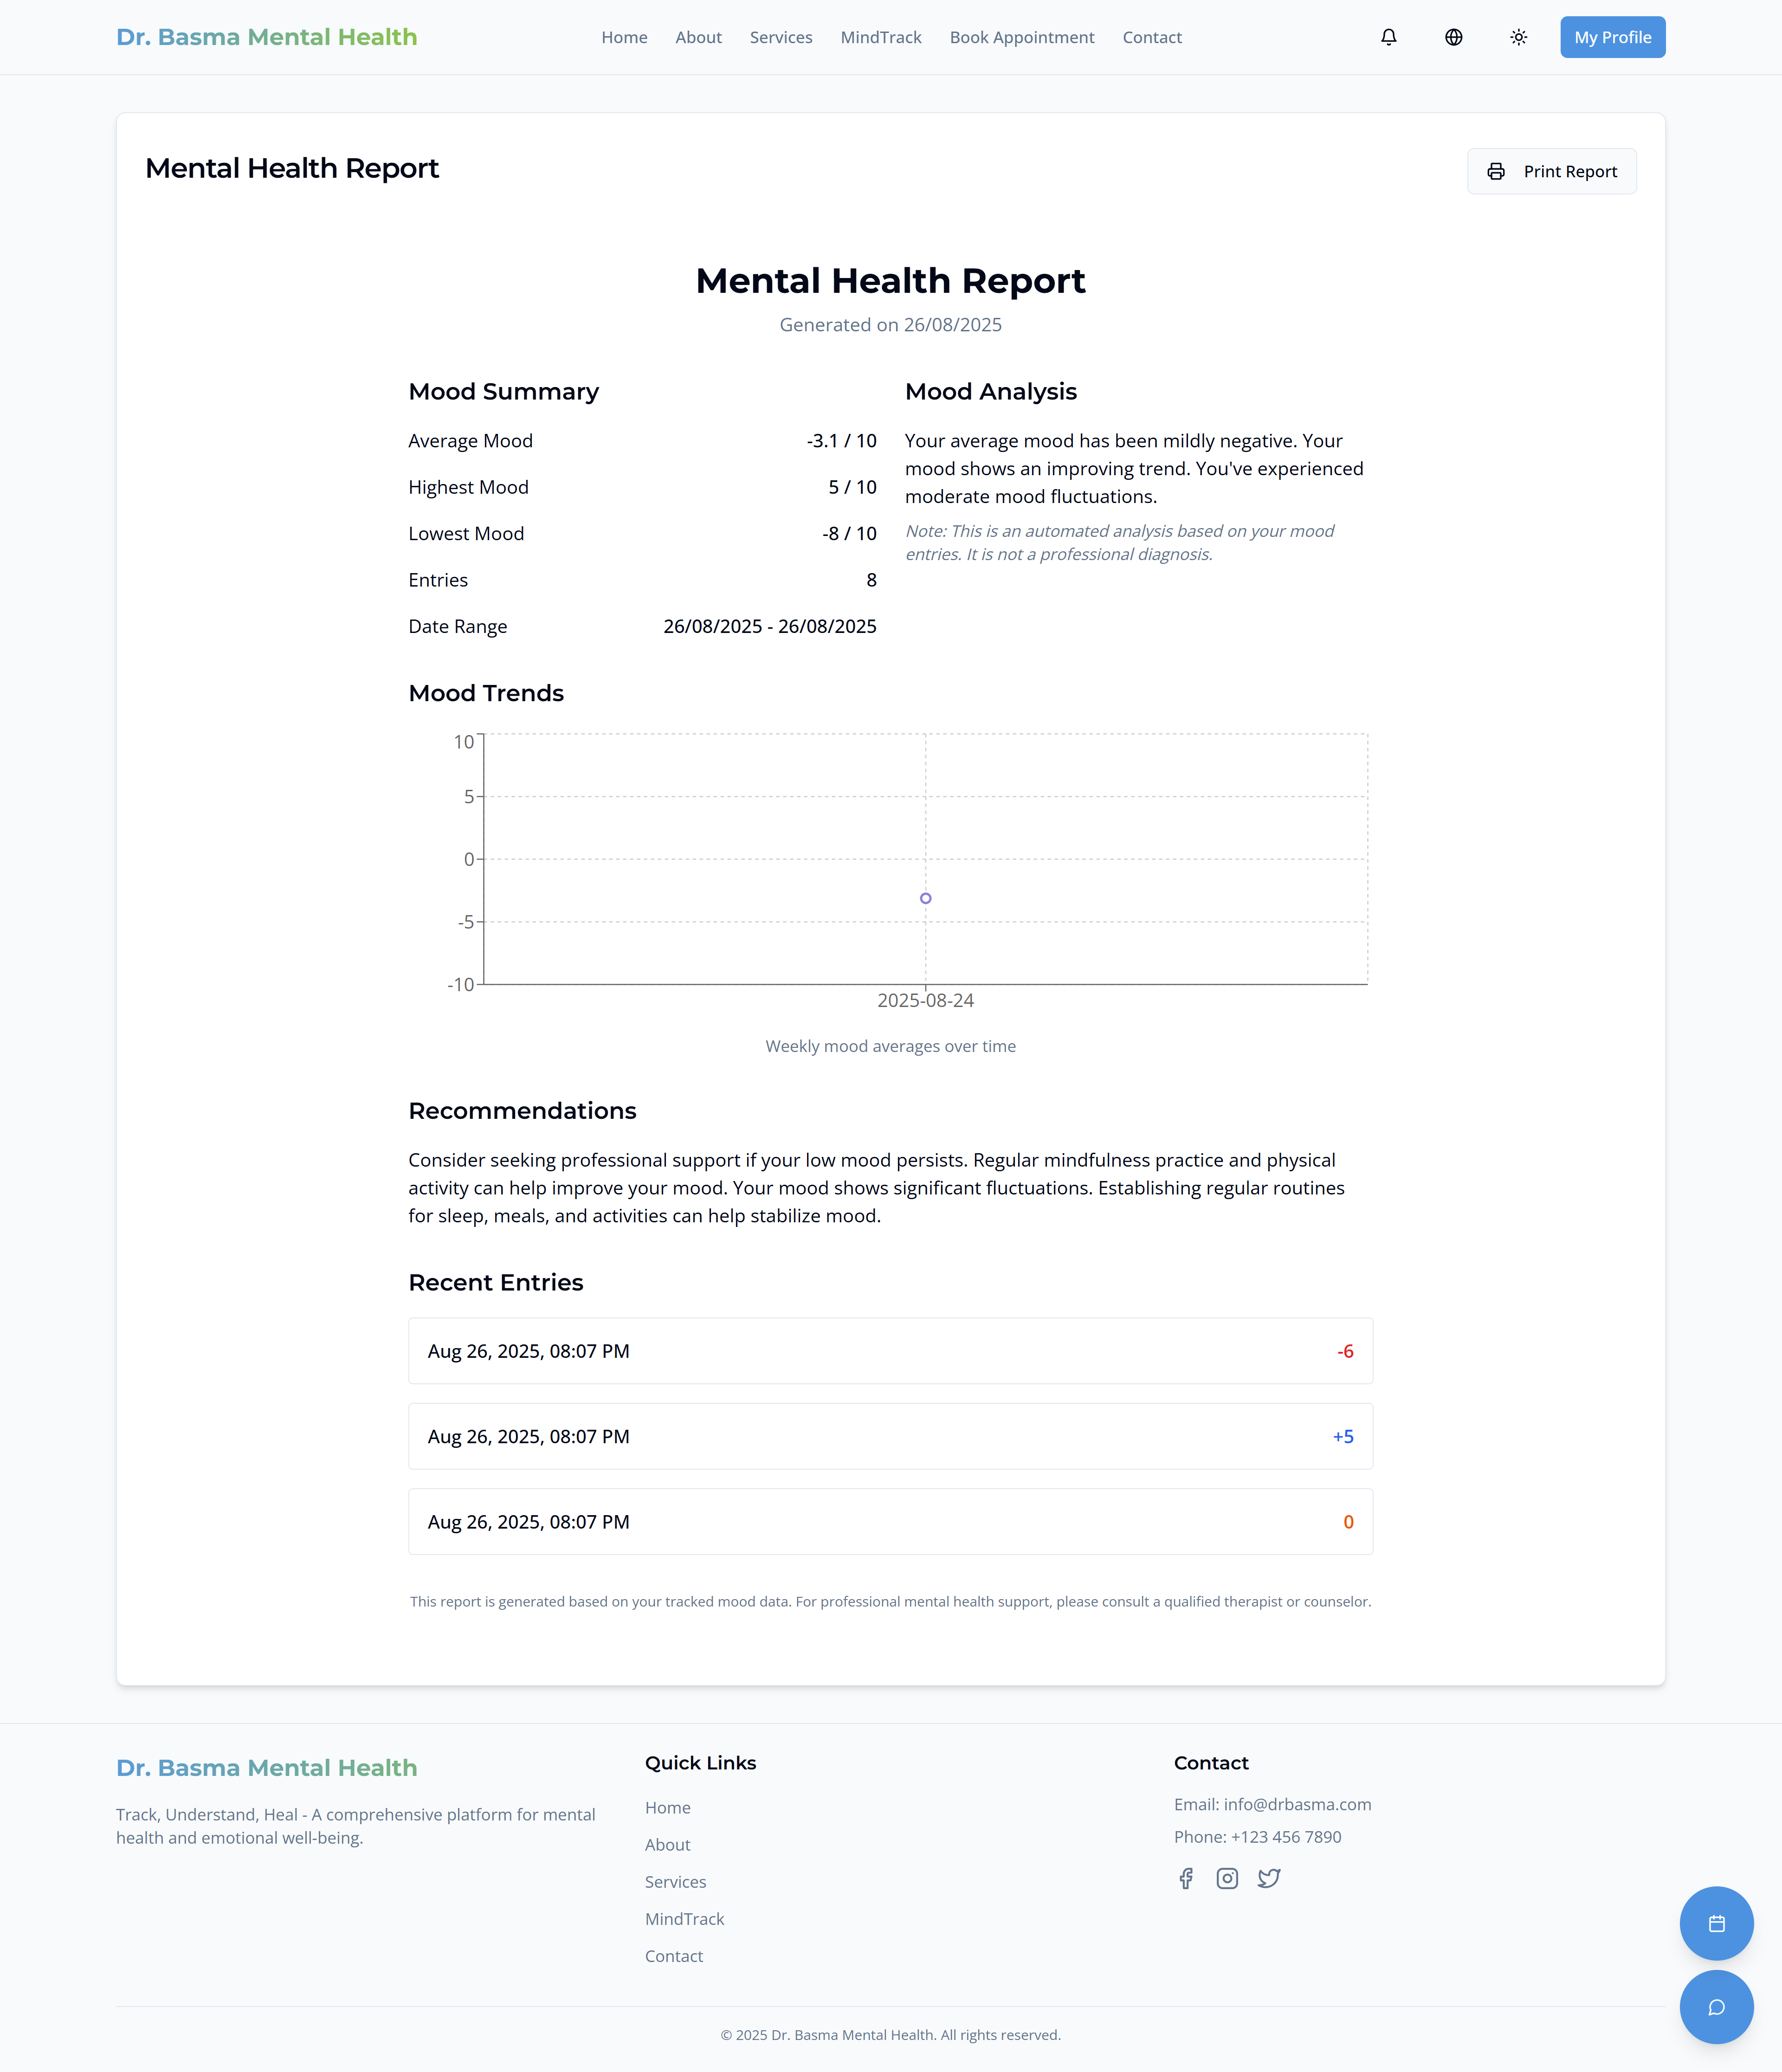 Dr. Basma Mental Health
Home
About
Services
MindTrack
Book Appointment
Contact
My Profile
Mental Health Report
Print Report
Mental Health Report
Generated on 26/08/2025
Mood Summary
Average Mood -3.1 / 10
Highest Mood 5 / 10
Lowest Mood -8 / 10
Entries 8
Date Range 26/08/2025 - 26/08/2025
Mood Analysis
Your average mood has been mildly negative. Your
mood shows an improving trend. You've experienced
moderate mood fluctuations.
Note: This is an automated analysis based on your mood
entries. It is not a professional diagnosis.
Mood Trends
10
5
0
-5
-10
2025-08-24
Weekly mood averages over time
Recommendations
Consider seeking professional support if your low mood persists. Regular mindfulness practice and physical
activity can help improve your mood. Your mood shows significant fluctuations. Establishing regular routines
for sleep, meals, and activities can help stabilize mood.
Recent Entries
Aug 26, 2025, 08:07 PM -6
Aug 26, 2025, 08:07 PM +5
Aug 26, 2025, 08:07 PM 0
This report is generated based on your tracked mood data. For professional mental health support, please consult a qualified therapist or counselor.
Dr. Basma Mental Health
Track, Understand, Heal - A comprehensive platform for mental
health and emotional well-being.
Quick Links
Home
About
Services
MindTrack
Contact
Contact
Email: info@drbasma.com
Phone: +123 456 7890
© 2025 Dr. Basma Mental Health. All rights reserved.